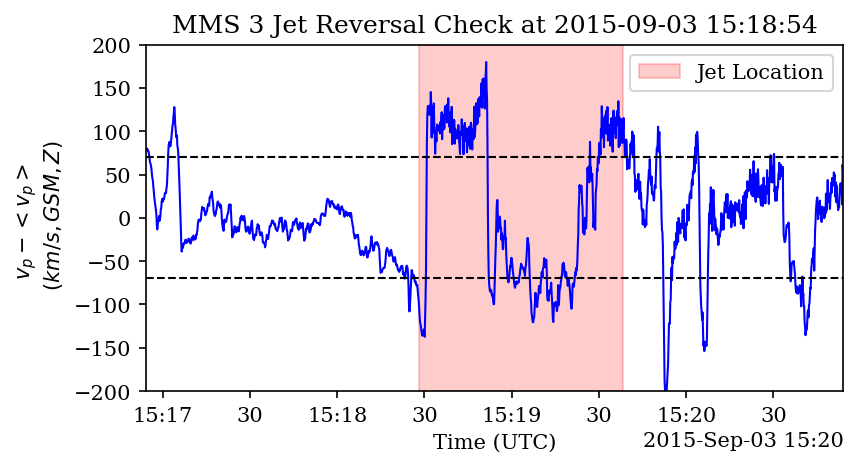 MMS 3 Jet Reversal Check at 2015-09-03 15:18:54
v_p − < v_p >
(km/s, GSM, Z)
200
150
100
50
0
−50
−100
−150
−200
Jet Location
15:17 30 15:18 30 15:19 30 15:20 30
Time (UTC)
2015-Sep-03 15:20